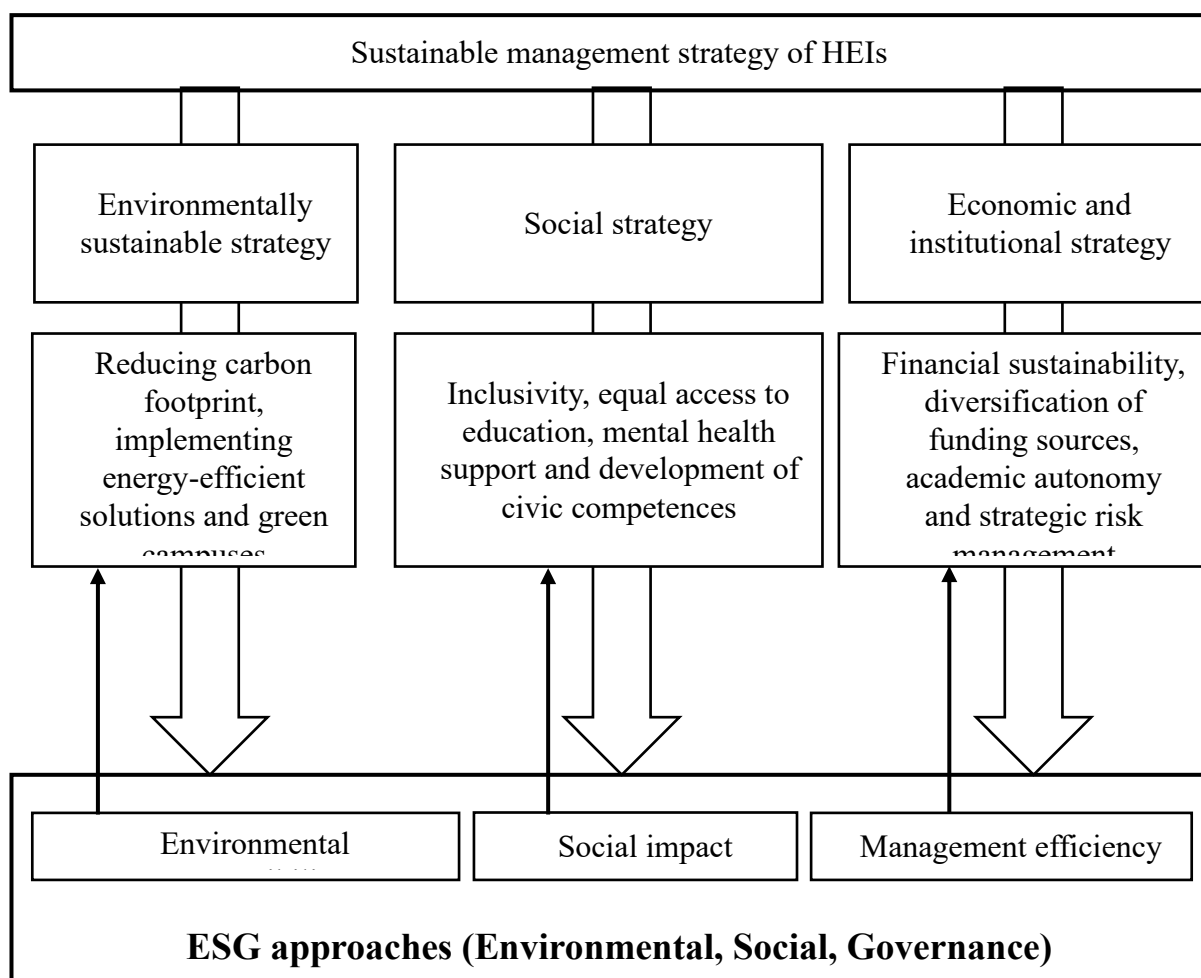 Sustainable management strategy of HEIs
Environmentally
sustainable strategy
Social strategy
Economic and
institutional strategy
Reducing carbon
footprint,
implementing
energy-efficient
solutions and green
campuses
Inclusivity, equal access to
education, mental health
support and development of
civic competences
Financial sustainability,
diversification of
funding sources,
academic autonomy
and strategic risk
management
Environmental
Social impact
Management efficiency
ESG approaches (Environmental, Social, Governance)